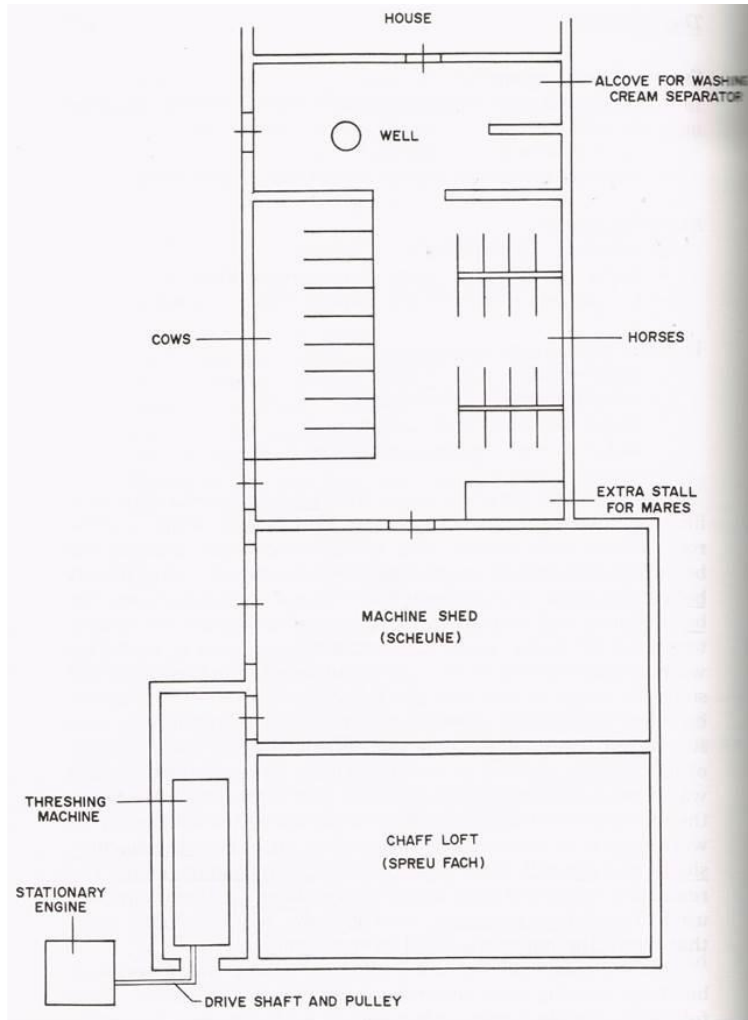 HOUSE
ALCOVE FOR WASHING
CREAM SEPARATOR
WELL
COWS
HORSES
EXTRA STALL
FOR MARES
MACHINE SHED
(SCHEUNE)
THRESHING
MACHINE
CHAFF LOFT
(SPREU FACH)
STATIONARY
ENGINE
DRIVE SHAFT AND PULLEY